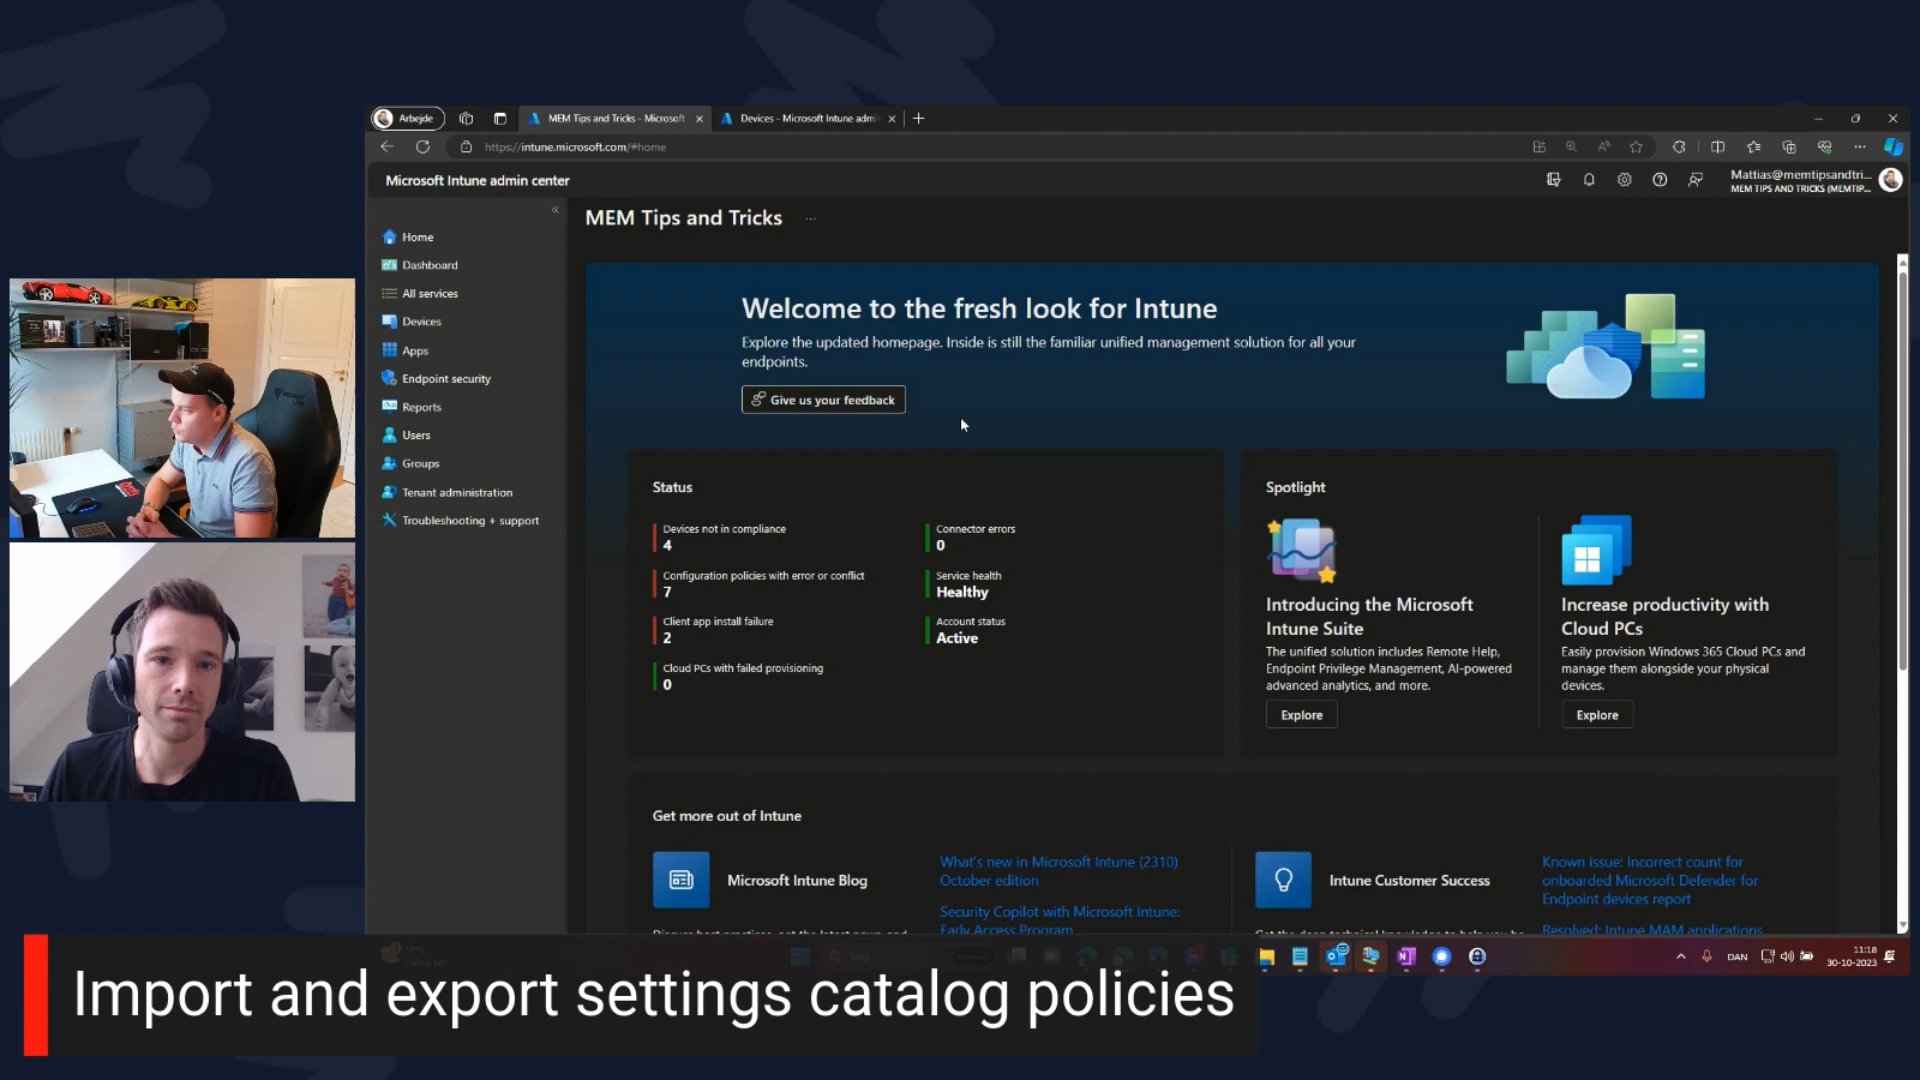 Arbejde
MEM Tips and Tricks - Microsoft
Devices - Microsoft Intune admi
https://intune.microsoft.com/#home
Microsoft Intune admin center
Mattias@memtipsandtri...
MEM TIPS AND TRICKS (MEMTIP...
Home
Dashboard
All services
Devices
Apps
Endpoint security
Reports
Users
Groups
Tenant administration
Troubleshooting + support
MEM Tips and Tricks ...
Welcome to the fresh look for Intune
Explore the updated homepage. Inside is still the familiar unified management solution for all your
endpoints.
Give us your feedback
Status
Devices not in compliance
4
Configuration policies with error or conflict
7
Client app install failure
2
Cloud PCs with failed provisioning
0
Connector errors
0
Service health
Healthy
Account status
Active
Spotlight
Introducing the Microsoft
Intune Suite
The unified solution includes Remote Help,
Endpoint Privilege Management, AI-powered
advanced analytics, and more.
Explore
Increase productivity with
Cloud PCs
Easily provision Windows 365 Cloud PCs and
manage them alongside your physical
devices.
Explore
Get more out of Intune
Microsoft Intune Blog
What's new in Microsoft Intune (2310)
October edition
Security Copilot with Microsoft Intune:
Early Access Program
Intune Customer Success
Known issue: Incorrect count for
onboarded Microsoft Defender for
Endpoint devices report
Resolved: Intune MAM applications
DAN
11:18
30-10-2023
Import and export settings catalog policies